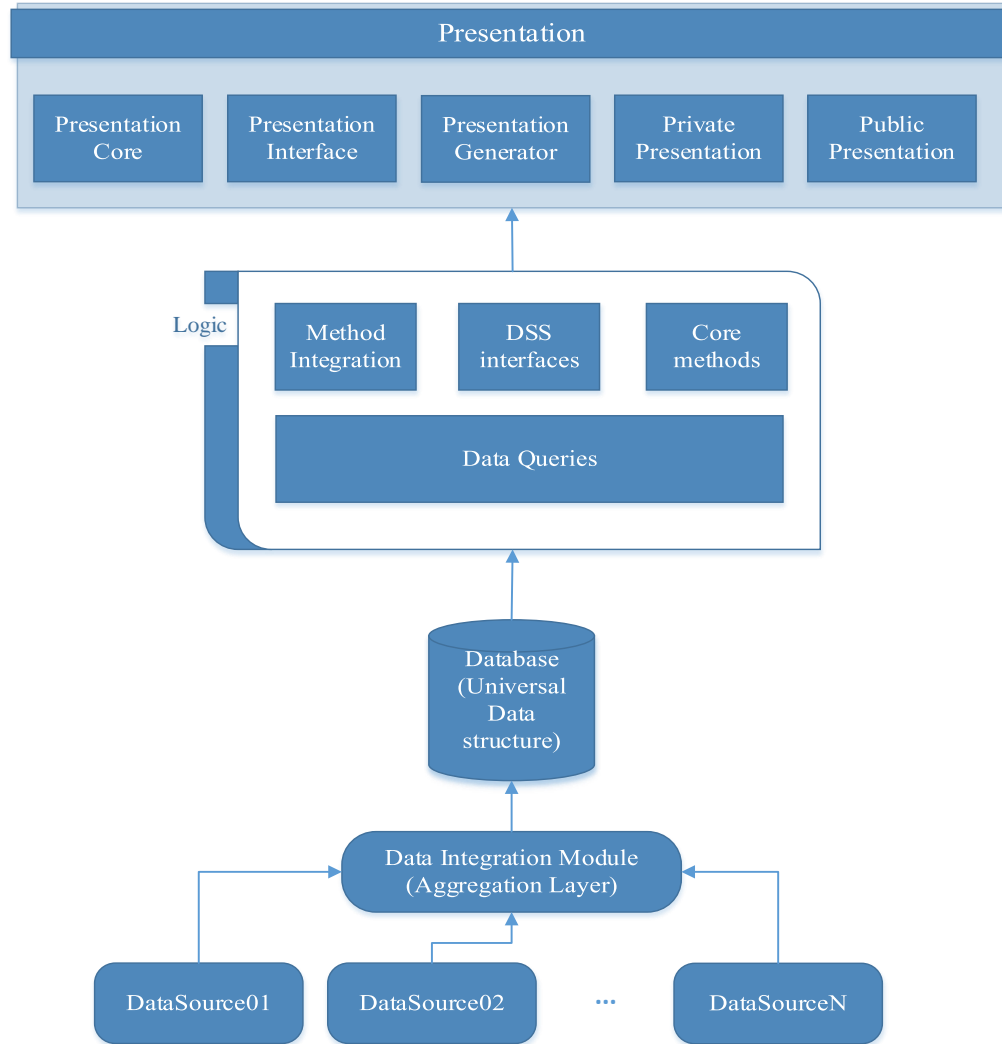 Presentation
Presentation
Core
Presentation
Interface
Presentation
Generator
Private
Presentation
Public
Presentation
Logic
Method
Integration
DSS
interfaces
Core
methods
Data Queries
Database
(Universal
Data
structure)
Data Integration Module
(Aggregation Layer)
DataSource01
DataSource02
...
DataSourceN